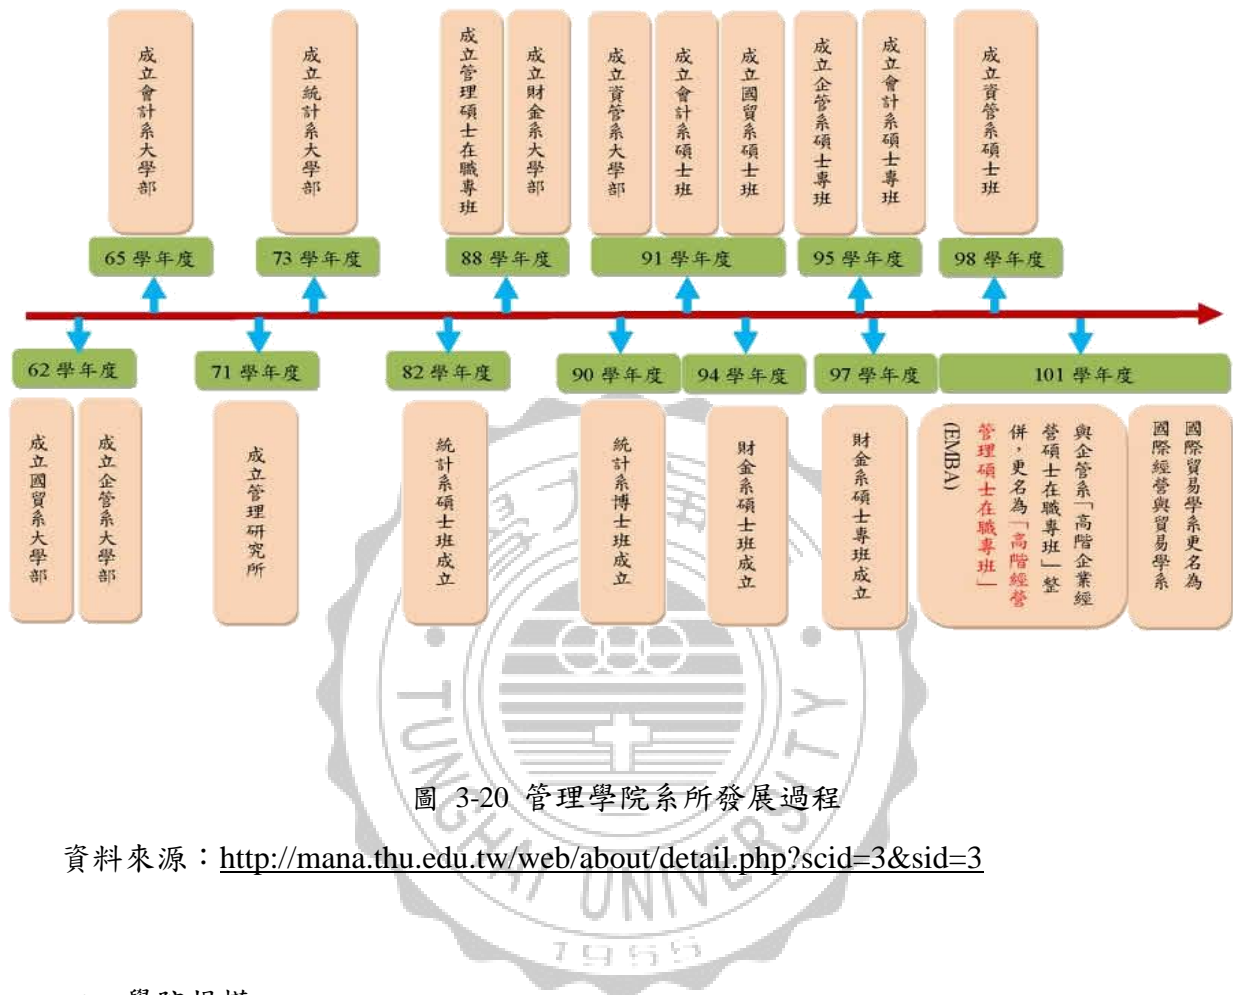 成立會計系大學部
成立統計系大學部
成立管理碩士在職專班
成立財金系大學部
成立資管系大學部
成立會計系碩士班
成立國貿系碩士班
成立企管系碩士專班
成立會計系碩士專班
成立資管系碩士班
65 學年度
73 學年度
88 學年度
91 學年度
95 學年度
98 學年度
62 學年度
71 學年度
82 學年度
90 學年度
94 學年度
97 學年度
101 學年度
成立國貿系大學部
成立企管系大學部
成立管理研究所
統計系碩士班成立
統計系博士班成立
財金系碩士班成立
財金系碩士專班成立
與企管系「高階企業經
營碩士在職專班」整
併，更名為「高階經營
管理碩士在職專班」
(EMBA)
國際貿易學系更名為
國際經營與貿易學系
圖 3-20 管理學院系所發展過程
資料來源：http://mana.thu.edu.tw/web/about/detail.php?scid=3&sid=3
TUNGHAI UNIVERSITY
1955